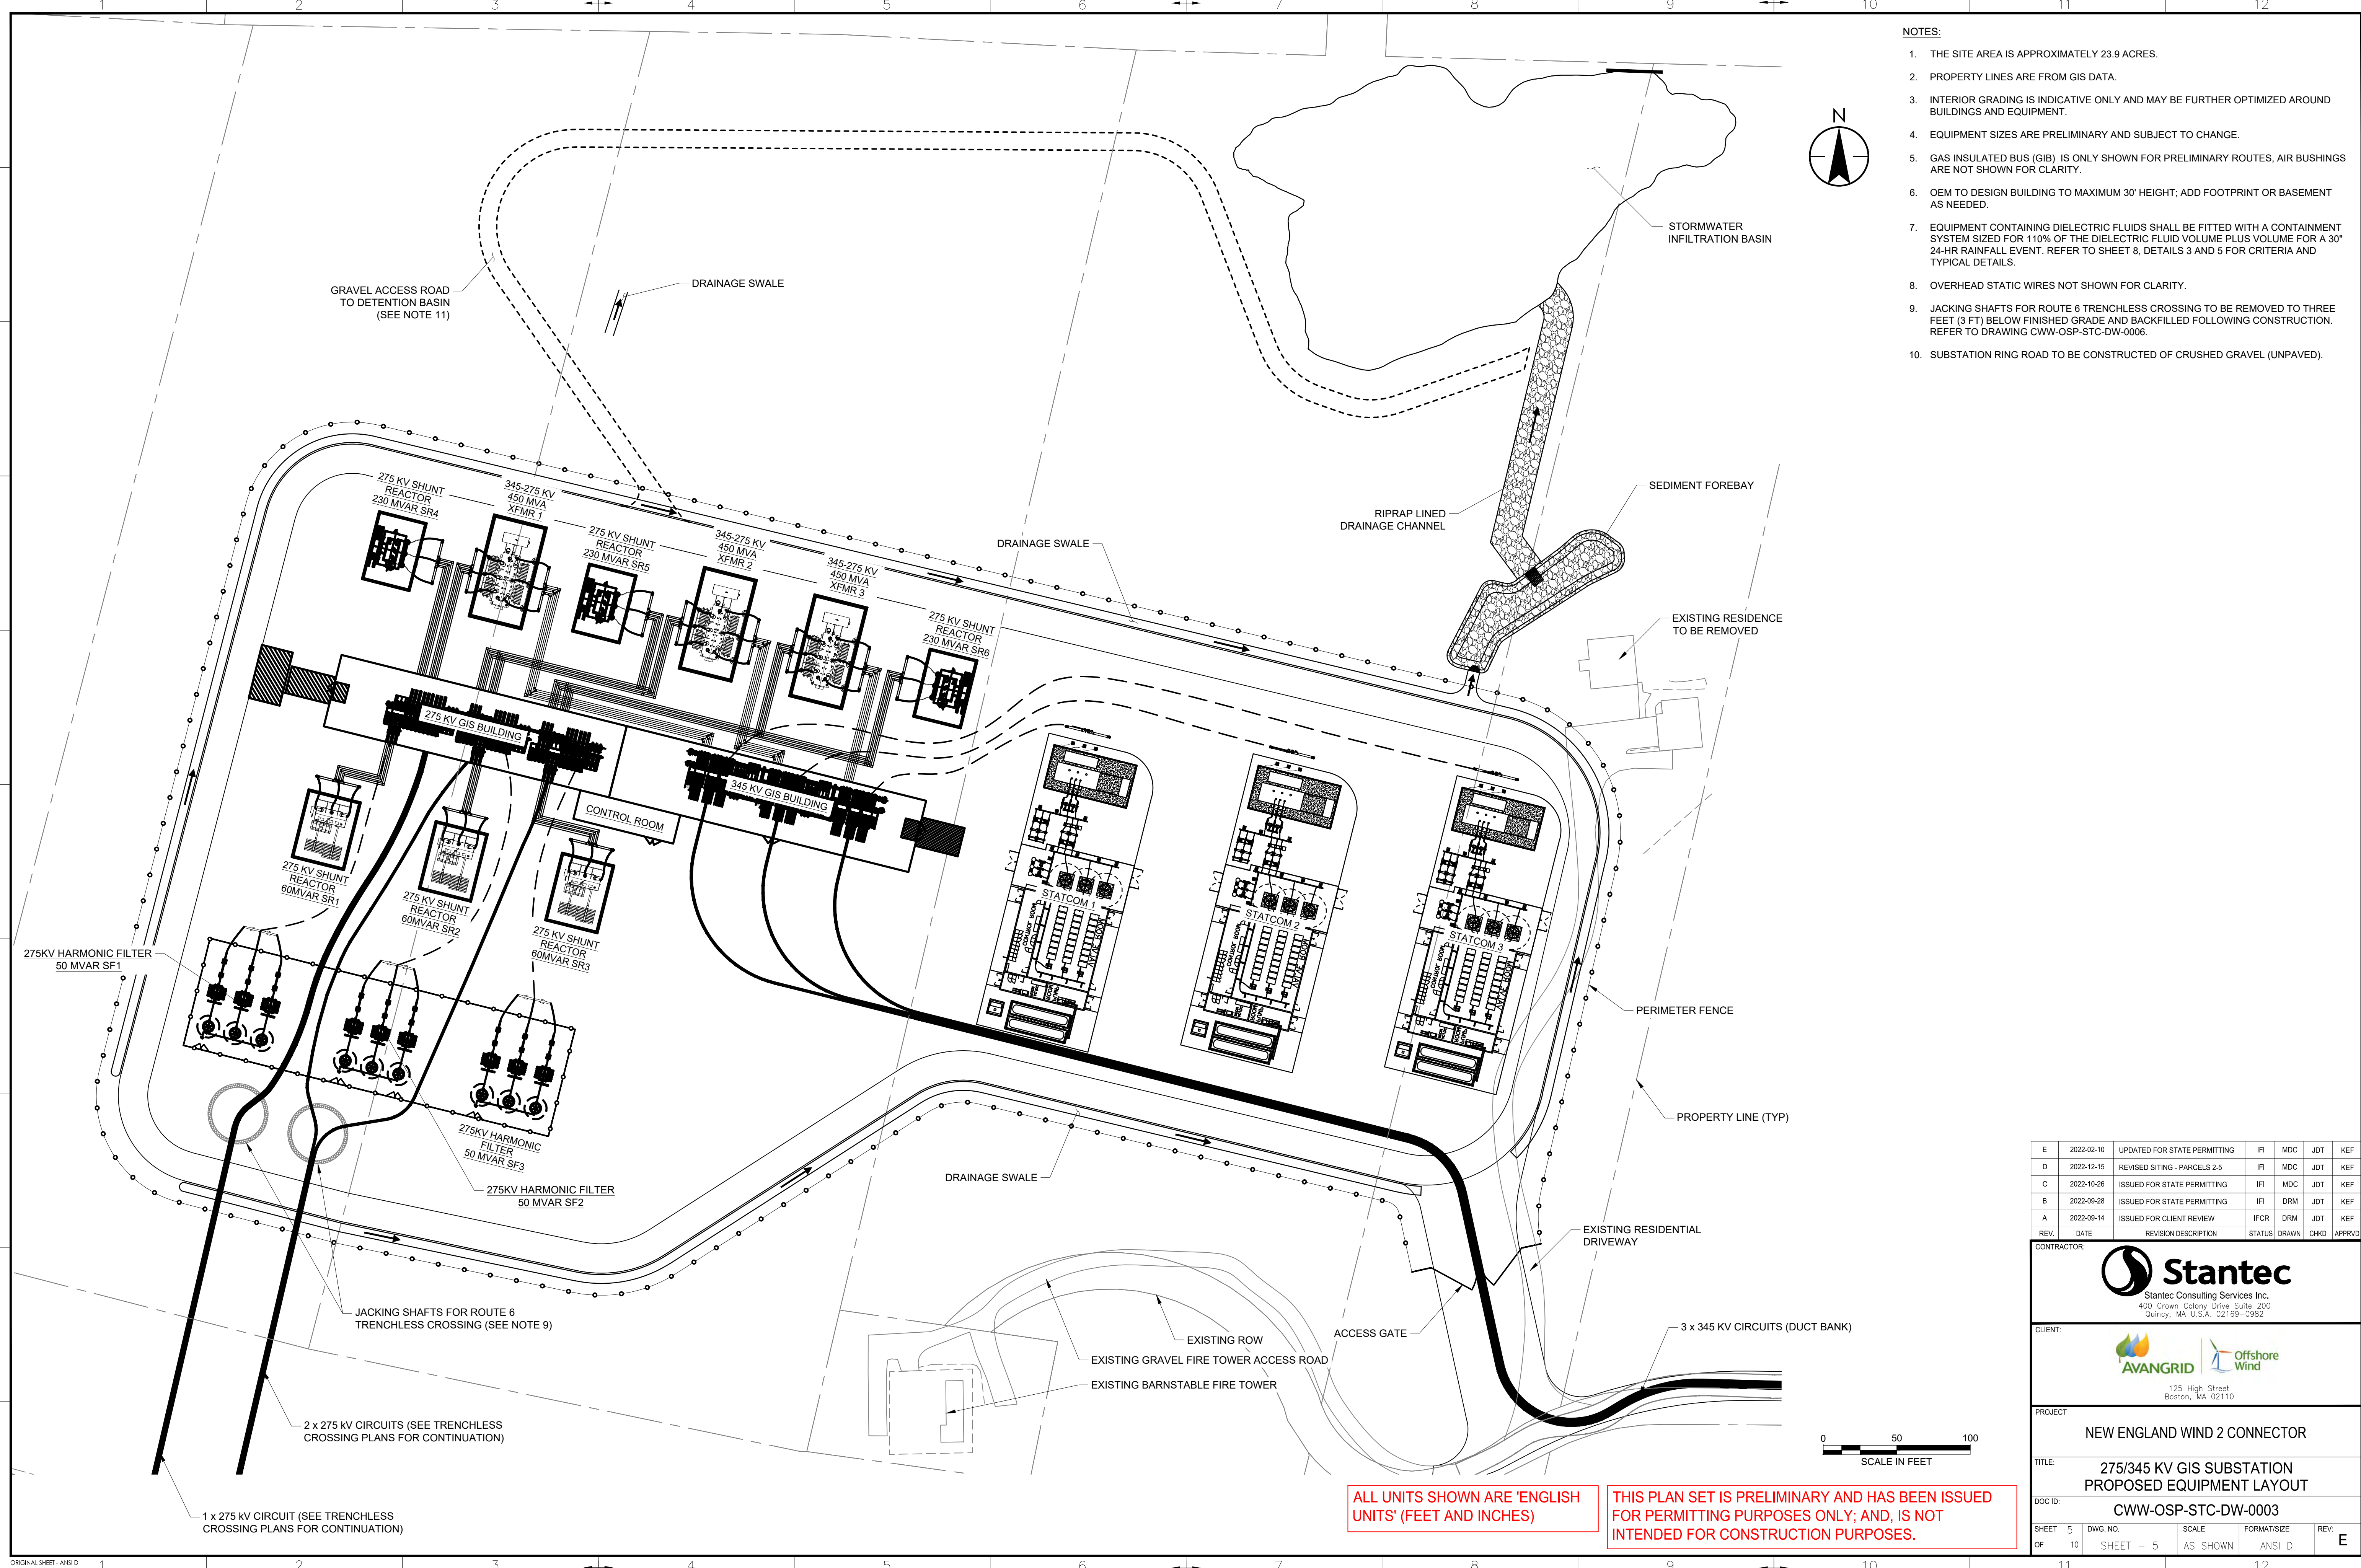 1 2 3 4 5 6 7 8 9 10 11 12
NOTES:
1. THE SITE AREA IS APPROXIMATELY 23.9 ACRES.
2. PROPERTY LINES ARE FROM GIS DATA.
3. INTERIOR GRADING IS INDICATIVE ONLY AND MAY BE FURTHER OPTIMIZED AROUND
BUILDINGS AND EQUIPMENT.
4. EQUIPMENT SIZES ARE PRELIMINARY AND SUBJECT TO CHANGE.
5. GAS INSULATED BUS (GIB) IS ONLY SHOWN FOR PRELIMINARY ROUTES, AIR BUSHINGS
ARE NOT SHOWN FOR CLARITY.
6. OEM TO DESIGN BUILDING TO MAXIMUM 30' HEIGHT; ADD FOOTPRINT OR BASEMENT
AS NEEDED.
7. EQUIPMENT CONTAINING DIELECTRIC FLUIDS SHALL BE FITTED WITH A CONTAINMENT
SYSTEM SIZED FOR 110% OF THE DIELECTRIC FLUID VOLUME PLUS VOLUME FOR A 30"
24-HR RAINFALL EVENT. REFER TO SHEET 8, DETAILS 3 AND 5 FOR CRITERIA AND
TYPICAL DETAILS.
8. OVERHEAD STATIC WIRES NOT SHOWN FOR CLARITY.
9. JACKING SHAFTS FOR ROUTE 6 TRENCHLESS CROSSING TO BE REMOVED TO THREE
FEET (3 FT) BELOW FINISHED GRADE AND BACKFILLED FOLLOWING CONSTRUCTION.
REFER TO DRAWING CWW-OSP-STC-DW-0006.
10. SUBSTATION RING ROAD TO BE CONSTRUCTED OF CRUSHED GRAVEL (UNPAVED).
N
STORMWATER
INFILTRATION BASIN
GRAVEL ACCESS ROAD
TO DETENTION BASIN
(SEE NOTE 11)
DRAINAGE SWALE
SEDIMENT FOREBAY
RIPRAP LINED
DRAINAGE CHANNEL
DRAINAGE SWALE
EXISTING RESIDENCE
TO BE REMOVED
275 KV SHUNT
REACTOR
230 MVAR SR4
345-275 KV
450 MVA
XFMR 1
275 KV SHUNT
REACTOR
230 MVAR SR5
345-275 KV
450 MVA
XFMR 2
345-275 KV
450 MVA
XFMR 3
275 KV SHUNT
REACTOR
230 MVAR SR6
275 KV GIS BUILDING
345 KV GIS BUILDING
CONTROL ROOM
275 KV SHUNT
REACTOR
60MVAR SR1
275 KV SHUNT
REACTOR
60MVAR SR2
275 KV SHUNT
REACTOR
60MVAR SR3
STATCOM 1
STATCOM 2
STATCOM 3
275KV HARMONIC FILTER
50 MVAR SF1
275KV HARMONIC
FILTER
50 MVAR SF3
275KV HARMONIC FILTER
50 MVAR SF2
PERIMETER FENCE
PROPERTY LINE (TYP)
DRAINAGE SWALE
EXISTING RESIDENTIAL
DRIVEWAY
JACKING SHAFTS FOR ROUTE 6
TRENCHLESS CROSSING (SEE NOTE 9)
EXISTING ROW
EXISTING GRAVEL FIRE TOWER ACCESS ROAD
EXISTING BARNSTABLE FIRE TOWER
ACCESS GATE
3 x 345 KV CIRCUITS (DUCT BANK)
2 x 275 kV CIRCUITS (SEE TRENCHLESS
CROSSING PLANS FOR CONTINUATION)
1 x 275 kV CIRCUIT (SEE TRENCHLESS
CROSSING PLANS FOR CONTINUATION)
0 50 100
SCALE IN FEET
ALL UNITS SHOWN ARE 'ENGLISH
UNITS' (FEET AND INCHES)
THIS PLAN SET IS PRELIMINARY AND HAS BEEN ISSUED
FOR PERMITTING PURPOSES ONLY; AND, IS NOT
INTENDED FOR CONSTRUCTION PURPOSES.
E 2022-02-10 UPDATED FOR STATE PERMITTING IFI MDC JDT KEF
D 2022-12-15 REVISED SITING - PARCELS 2-5 IFI MDC JDT KEF
C 2022-10-26 ISSUED FOR STATE PERMITTING IFI MDC JDT KEF
B 2022-09-28 ISSUED FOR STATE PERMITTING IFI DRM JDT KEF
A 2022-09-14 ISSUED FOR CLIENT REVIEW IFCR DRM JDT KEF
REV. DATE REVISION DESCRIPTION STATUS DRAWN CHKD APPRVD
CONTRACTOR:
Stantec
Stantec Consulting Services Inc.
400 Crown Colony Drive Suite 200
Quincy, MA U.S.A. 02169-0982
CLIENT:
AVANGRID
Offshore
Wind
125 High Street
Boston, MA 02110
PROJECT
NEW ENGLAND WIND 2 CONNECTOR
TITLE:
275/345 KV GIS SUBSTATION
PROPOSED EQUIPMENT LAYOUT
DOC ID:
CWW-OSP-STC-DW-0003
SHEET 5 DWG. NO. SCALE FORMAT/SIZE REV:
OF 10 SHEET - 5 AS SHOWN ANSI D E
ORIGINAL SHEET - ANSI D
1 2 3 4 5 6 7 8 9 10 11 12